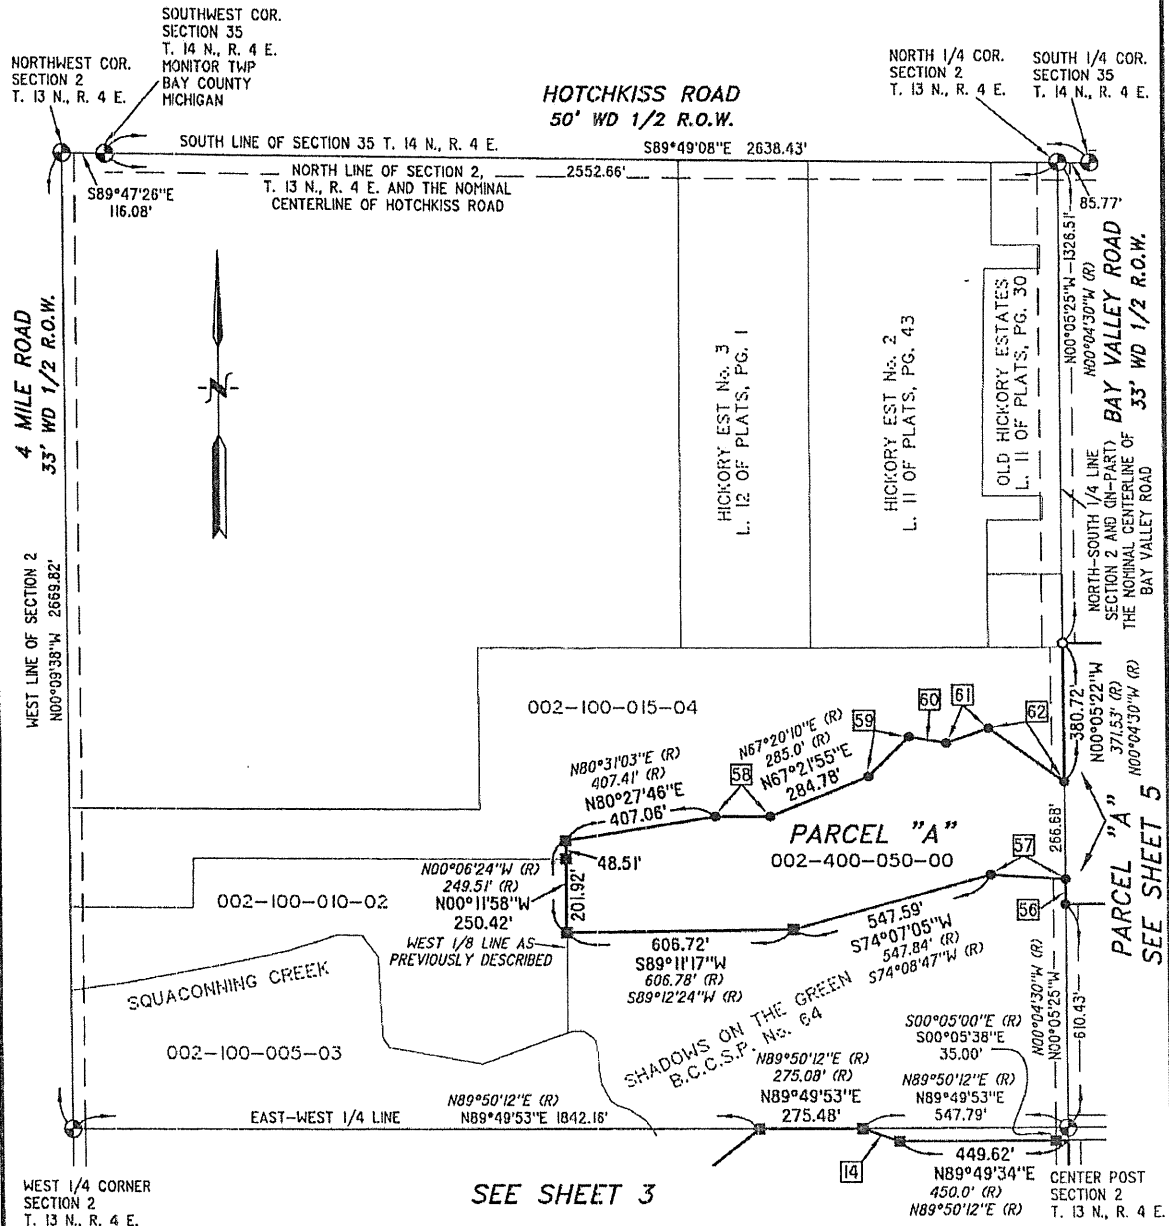 SOUTHWEST COR.
SECTION 35
T. 14 N., R. 4 E.
MONITOR TWP
BAY COUNTY
MICHIGAN
NORTHWEST COR.
SECTION 2
T. 13 N., R. 4 E.
HOTCHKISS ROAD
50' WD 1/2 R.O.W.
NORTH 1/4 COR.
SECTION 2
T. 13 N., R. 4 E.
SOUTH 1/4 COR.
SECTION 35
T. 14 N., R. 4 E.
SOUTH LINE OF SECTION 35 T. 14 N., R. 4 E.
S89°49'08"E 2638.43'
NORTH LINE OF SECTION 2,
2552.66'
T. 13 N., R. 4 E. AND THE NOMINAL
CENTERLINE OF HOTCHKISS ROAD
S89°47'26"E
116.08'
85.77'
4 MILE ROAD
33' WD 1/2 R.O.W.
WEST LINE OF SECTION 2
N00°09'38"W 2669.82'
N
HICKORY EST No. 3
L. 12 OF PLATS, PG. 1
HICKORY EST No. 2
L. 11 OF PLATS, PG. 43
OLD HICKORY ESTATES
L. 11 OF PLATS, PG. 30
N00°05'25"W-1326.51'
N00°04'30"W (R)
BAY VALLEY ROAD
33' WD 1/2 R.O.W.
NORTH-SOUTH 1/4 LINE
SECTION 2 AND (IN-PART)
THE NOMINAL CENTERLINE OF
BAY VALLEY ROAD
002-100-015-04
N80°31'03"E (R)
407.41' (R)
N80°27'46"E
407.06'
58
N67°20'10"E (R)
285.0' (R)
N67°21'55"E
284.78'
59
60
61
62
380.72'
N00°05'22"W
371.53' (R)
N00°04'30"W (R)
PARCEL "A"
002-400-050-00
266.68'
57
56
PARCEL "A"
SEE SHEET 5
48.51'
201.92'
N00°06'24"W (R)
249.51' (R)
N00°11'58"W
250.42'
WEST 1/8 LINE AS
PREVIOUSLY DESCRIBED
002-100-010-02
606.72'
S89°11'17"W
606.78' (R)
S89°12'24"W (R)
547.59'
S74°07'05"W
547.84' (R)
S74°08'47"W (R)
SQUACONNING CREEK
002-100-005-03
SHADOWS ON THE GREEN
B.C.C.S.P. No. 64
N00°04'30"W (R)
N00°05'25"W
610.43'
S00°05'00"E (R)
S00°05'38"E
35.00'
N89°50'12"E (R)
275.08' (R)
N89°49'53"E
275.48'
N89°50'12"E (R)
N89°49'53"E
547.79'
EAST-WEST 1/4 LINE
N89°50'12"E (R)
N89°49'53"E 1842.16'
14
449.62'
N89°49'34"E
450.0' (R)
N89°50'12"E (R)
WEST 1/4 CORNER
SECTION 2
T. 13 N., R. 4 E.
SEE SHEET 3
CENTER POST
SECTION 2
T. 13 N., R. 4 E.